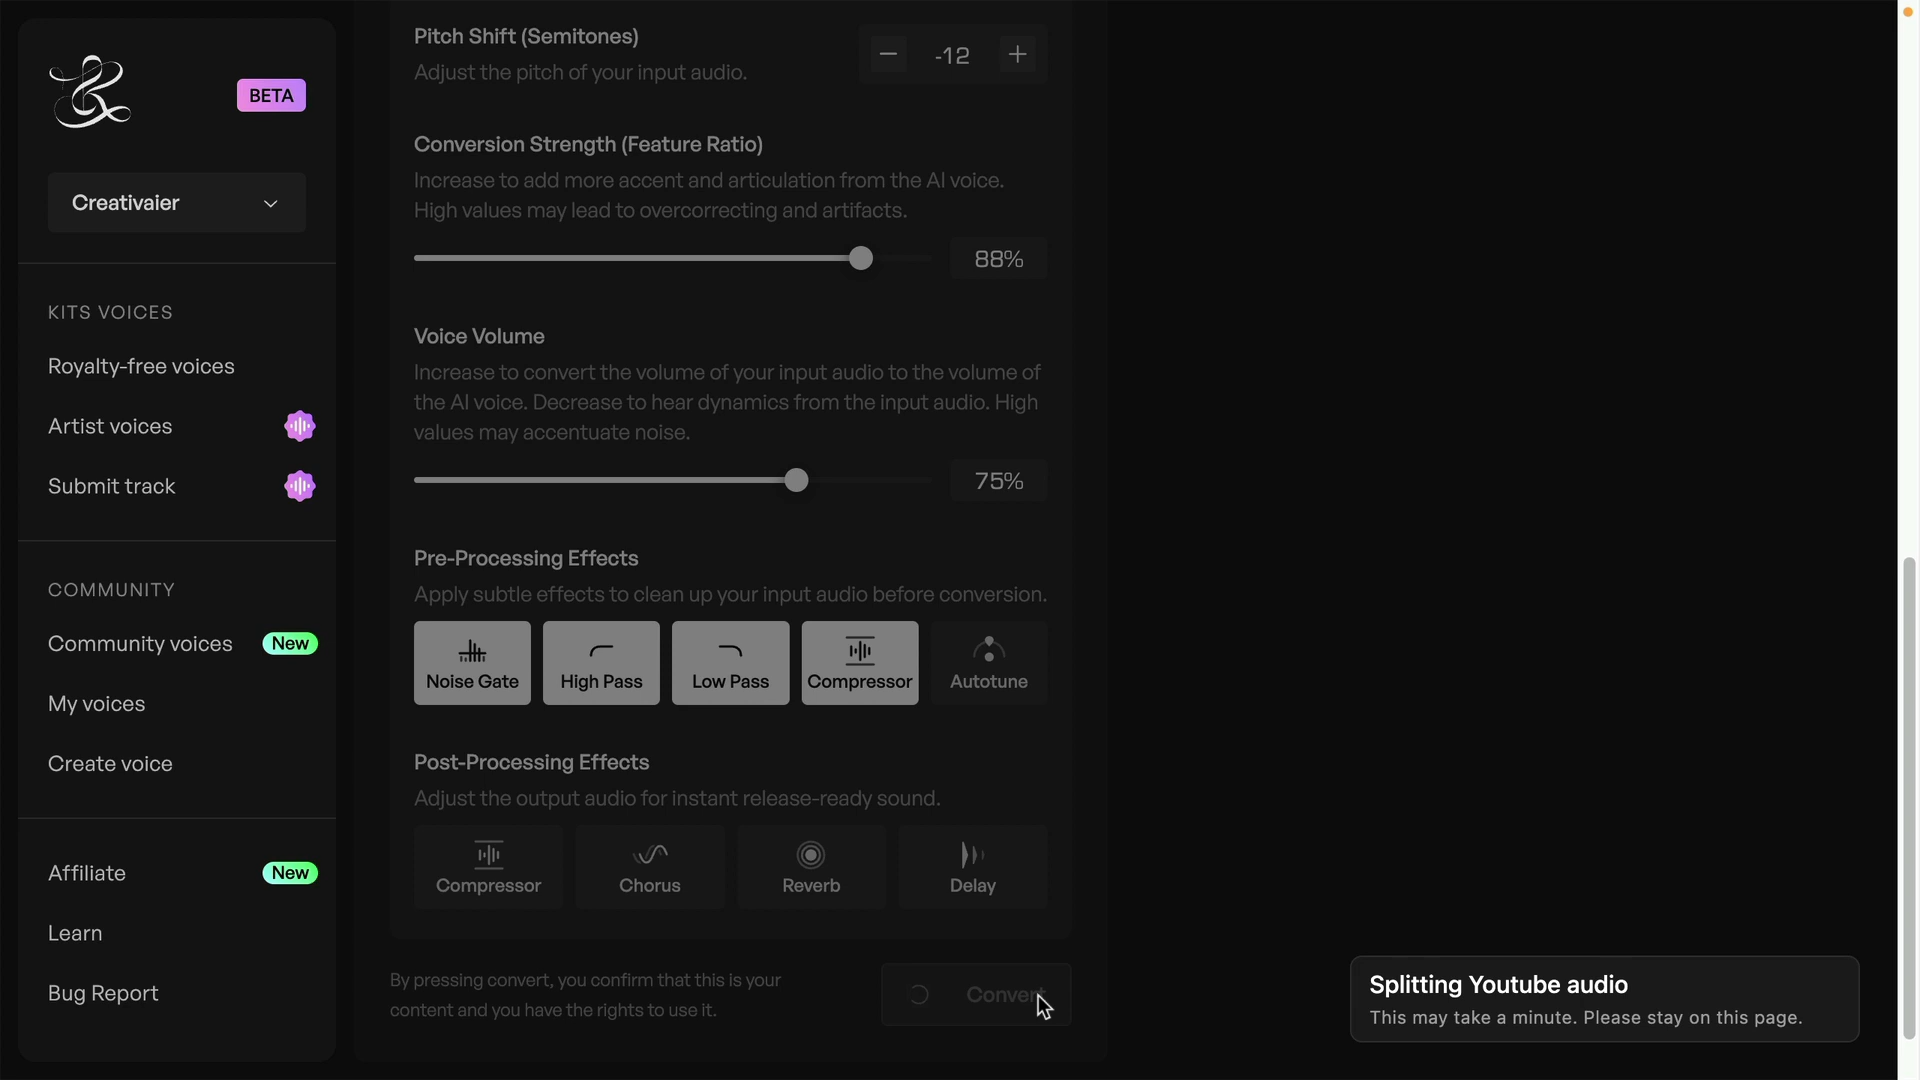 BETA
Creativaier
KITS VOICES
Royalty-free voices
Artist voices
Submit track
COMMUNITY
Community voices New
My voices
Create voice
Affiliate New
Learn
Bug Report
Pitch Shift (Semitones)
Adjust the pitch of your input audio.
-12
Conversion Strength (Feature Ratio)
Increase to add more accent and articulation from the AI voice.
High values may lead to overcorrecting and artifacts.
88%
Voice Volume
Increase to convert the volume of your input audio to the volume of
the AI voice. Decrease to hear dynamics from the input audio. High
values may accentuate noise.
75%
Pre-Processing Effects
Apply subtle effects to clean up your input audio before conversion.
Noise Gate High Pass Low Pass Compressor Autotune
Post-Processing Effects
Adjust the output audio for instant release-ready sound.
Compressor Chorus Reverb Delay
By pressing convert, you confirm that this is your
content and you have the rights to use it.
Convert
Splitting Youtube audio
This may take a minute. Please stay on this page.